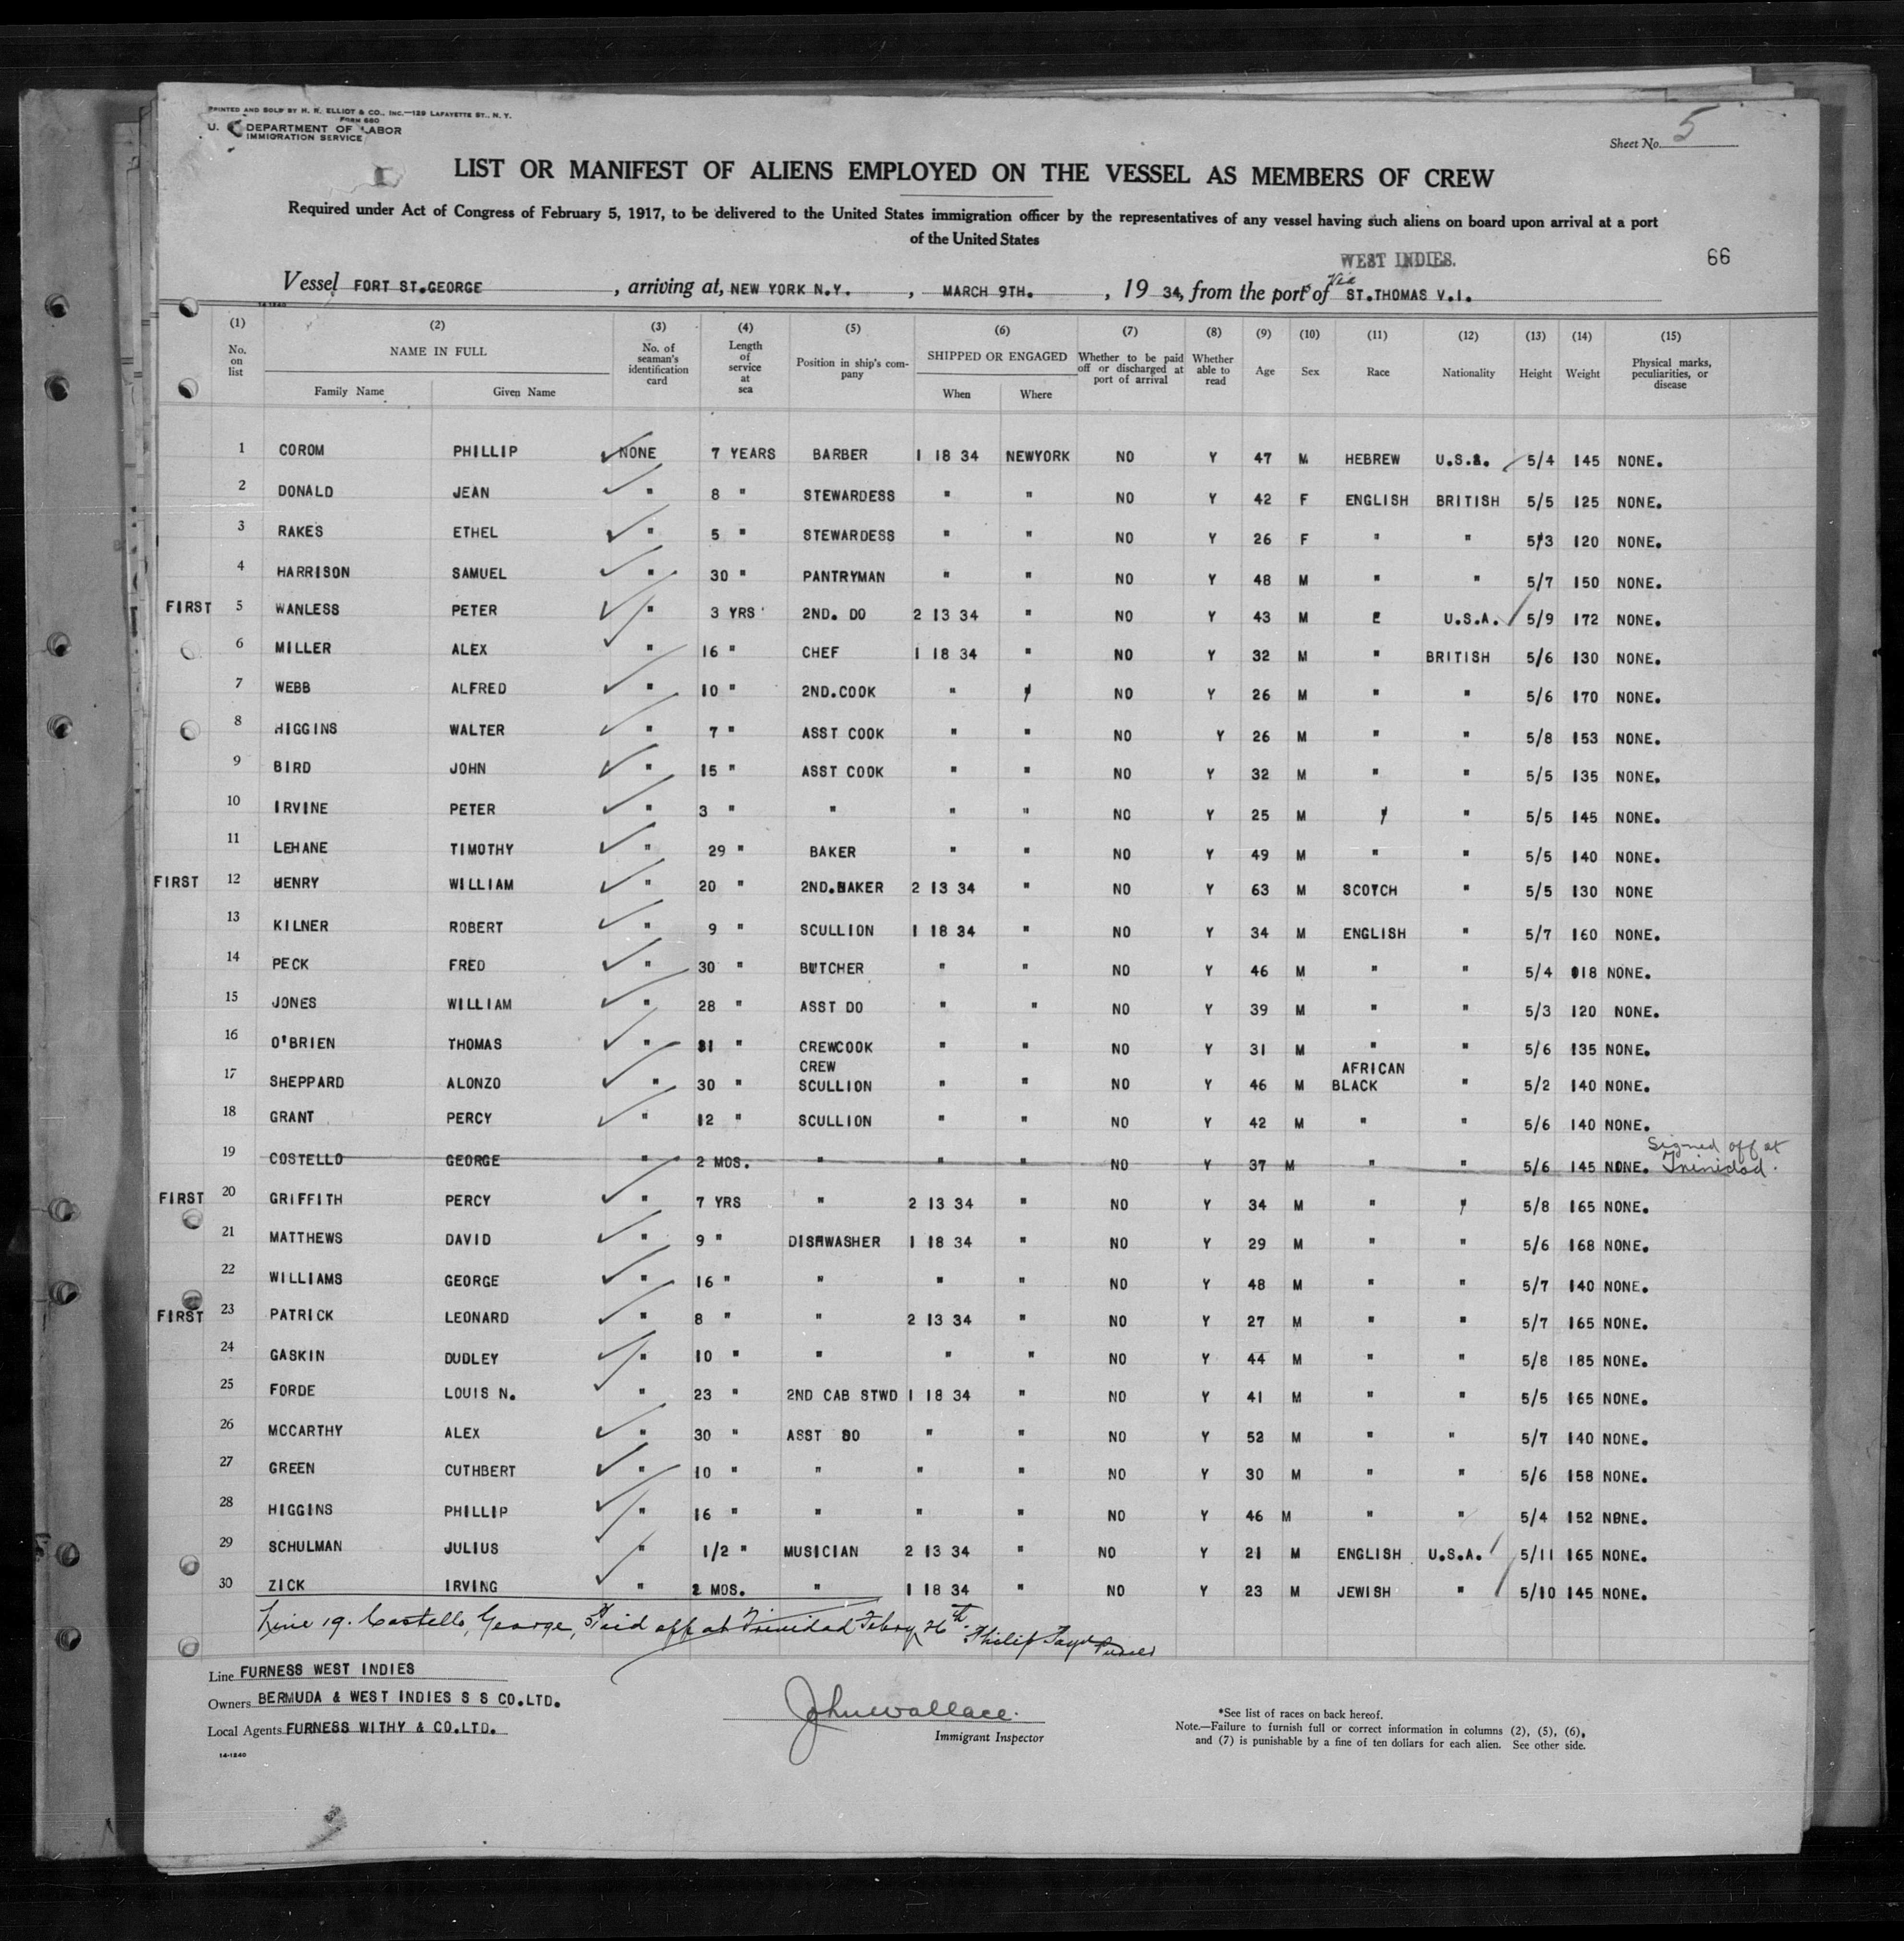 PRINTED AND SOLD BY H. R. ELLIOT & CO., INC.—129 LAFAYETTE ST., N. Y.
FORM 680
U. S. DEPARTMENT OF LABOR
IMMIGRATION SERVICE
Sheet No. 5
LIST OR MANIFEST OF ALIENS EMPLOYED ON THE VESSEL AS MEMBERS OF CREW
Required under Act of Congress of February 5, 1917, to be delivered to the United States immigration officer by the representatives of any vessel having such aliens on board upon arrival at a port
of the United States
WEST INDIES.
66
Via
Vessel FORT ST.GEORGE, arriving at, NEW YORK N.Y., MARCH 9TH., 19 34, from the port of ST.THOMAS V.I.
14-1240
(1) (2) (3) (4) (5) (6) (7) (8) (9) (10) (11) (12) (13) (14) (15)
No. on list NAME IN FULL Family Name Given Name No. of seaman's identification card Length of service at sea Position in ship's company SHIPPED OR ENGAGED When Where Whether to be paid off or discharged at port of arrival Whether able to read Age Sex Race Nationality Height Weight Physical marks, peculiarities, or disease
1 COROM PHILLIP NONE 7 YEARS BARBER 1 18 34 NEWYORK NO Y 47 M HEBREW U.S.A. 5/4 145 NONE.
2 DONALD JEAN " 8 " STEWARDESS " " NO Y 42 F ENGLISH BRITISH 5/5 125 NONE.
3 RAKES ETHEL " 5 " STEWARDESS " " NO Y 26 F " " 5/3 120 NONE.
4 HARRISON SAMUEL " 30 " PANTRYMAN " " NO Y 48 M " " 5/7 150 NONE.
FIRST 5 WANLESS PETER " 3 YRS 2ND. DO 2 13 34 " NO Y 43 M E U.S.A. 5/9 172 NONE.
6 MILLER ALEX " 16 " CHEF 1 18 34 " NO Y 32 M " BRITISH 5/6 130 NONE.
7 WEBB ALFRED " 10 " 2ND.COOK " " NO Y 26 M " " 5/6 170 NONE.
8 HIGGINS WALTER " 7 " ASST COOK " " NO Y 26 M " " 5/8 153 NONE.
9 BIRD JOHN " 15 " ASST COOK " " NO Y 32 M " " 5/5 135 NONE.
10 IRVINE PETER " 3 " " " " NO Y 25 M " " 5/5 145 NONE.
11 LEHANE TIMOTHY " 29 " BAKER " " NO Y 49 M " " 5/5 140 NONE.
FIRST 12 HENRY WILLIAM " 20 " 2ND.BAKER 2 13 34 " NO Y 63 M SCOTCH " 5/5 130 NONE
13 KILNER ROBERT " 9 " SCULLION 1 18 34 " NO Y 34 M ENGLISH " 5/7 160 NONE.
14 PECK FRED " 30 " BUTCHER " " NO Y 46 M " " 5/4 018 NONE.
15 JONES WILLIAM " 28 " ASST DO " " NO Y 39 M " " 5/3 120 NONE.
16 O'BRIEN THOMAS " 31 " CREWCOOK " " NO Y 31 M " " 5/6 135 NONE.
17 SHEPPARD ALONZO " 30 " CREW SCULLION " " NO Y 46 M AFRICAN BLACK " 5/2 140 NONE.
18 GRANT PERCY " 12 " SCULLION " " NO Y 42 M " " 5/6 140 NONE.
19 COSTELLO GEORGE " 2 MOS. " " " NO Y 37 M " " 5/6 145 NONE. Signed off at Trinidad.
FIRST 20 GRIFFITH PERCY " 7 YRS " 2 13 34 " NO Y 34 M " " 5/8 165 NONE.
21 MATTHEWS DAVID " 9 " DISHWASHER 1 18 34 " NO Y 29 M " " 5/6 168 NONE.
22 WILLIAMS GEORGE " 16 " " " " NO Y 48 M " " 5/7 140 NONE.
FIRST 23 PATRICK LEONARD " 8 " " 2 13 34 " NO Y 27 M " " 5/7 165 NONE.
24 GASKIN DUDLEY " 10 " " " " NO Y 44 M " " 5/8 185 NONE.
25 FORDE LOUIS N. " 23 " 2ND CAB STWD 1 18 34 " NO Y 41 M " " 5/5 165 NONE.
26 MCCARTHY ALEX " 30 " ASST DO " " NO Y 52 M " " 5/7 140 NONE.
27 GREEN CUTHBERT " 10 " " " " NO Y 30 M " " 5/6 158 NONE.
28 HIGGINS PHILLIP " 16 " " " " NO Y 46 M " " 5/4 152 NONE.
29 SCHULMAN JULIUS " 1/2 " MUSICIAN 2 13 34 " NO Y 21 M ENGLISH U.S.A. 5/11 165 NONE.
30 ZICK IRVING " 2 MOS. " 1 18 34 " NO Y 23 M JEWISH " 5/10 145 NONE.
Line 19. Costello, George, Paid off at Trinidad Febry 26th. Philip Purser
Line FURNESS WEST INDIES
Owners BERMUDA & WEST INDIES S S CO.LTD.
Local Agents FURNESS WITHY & CO.LTD.
14-1240
John Wallace.
Immigrant Inspector
*See list of races on back hereof.
Note.—Failure to furnish full or correct information in columns (2), (5), (6),
and (7) is punishable by a fine of ten dollars for each alien. See other side.